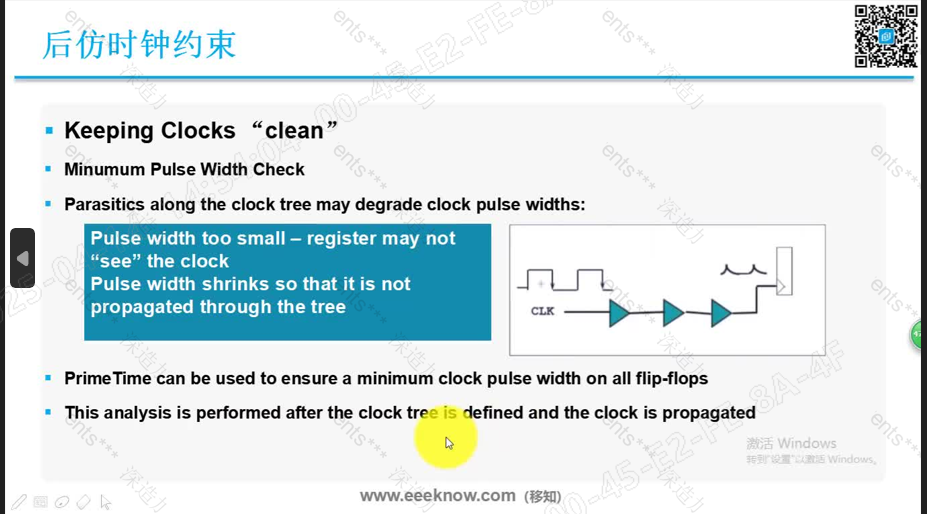 后仿时钟约束
Keeping Clocks “clean”
Minumum Pulse Width Check
Parasitics along the clock tree may degrade clock pulse widths:
Pulse width too small – register may not
“see” the clock
Pulse width shrinks so that it is not
propagated through the tree
CLK
PrimeTime can be used to ensure a minimum clock pulse width on all flip-flops
This analysis is performed after the clock tree is defined and the clock is propagated
激活 Windows
转到"设置"以激活 Windows。
www.eeeknow.com（移知）